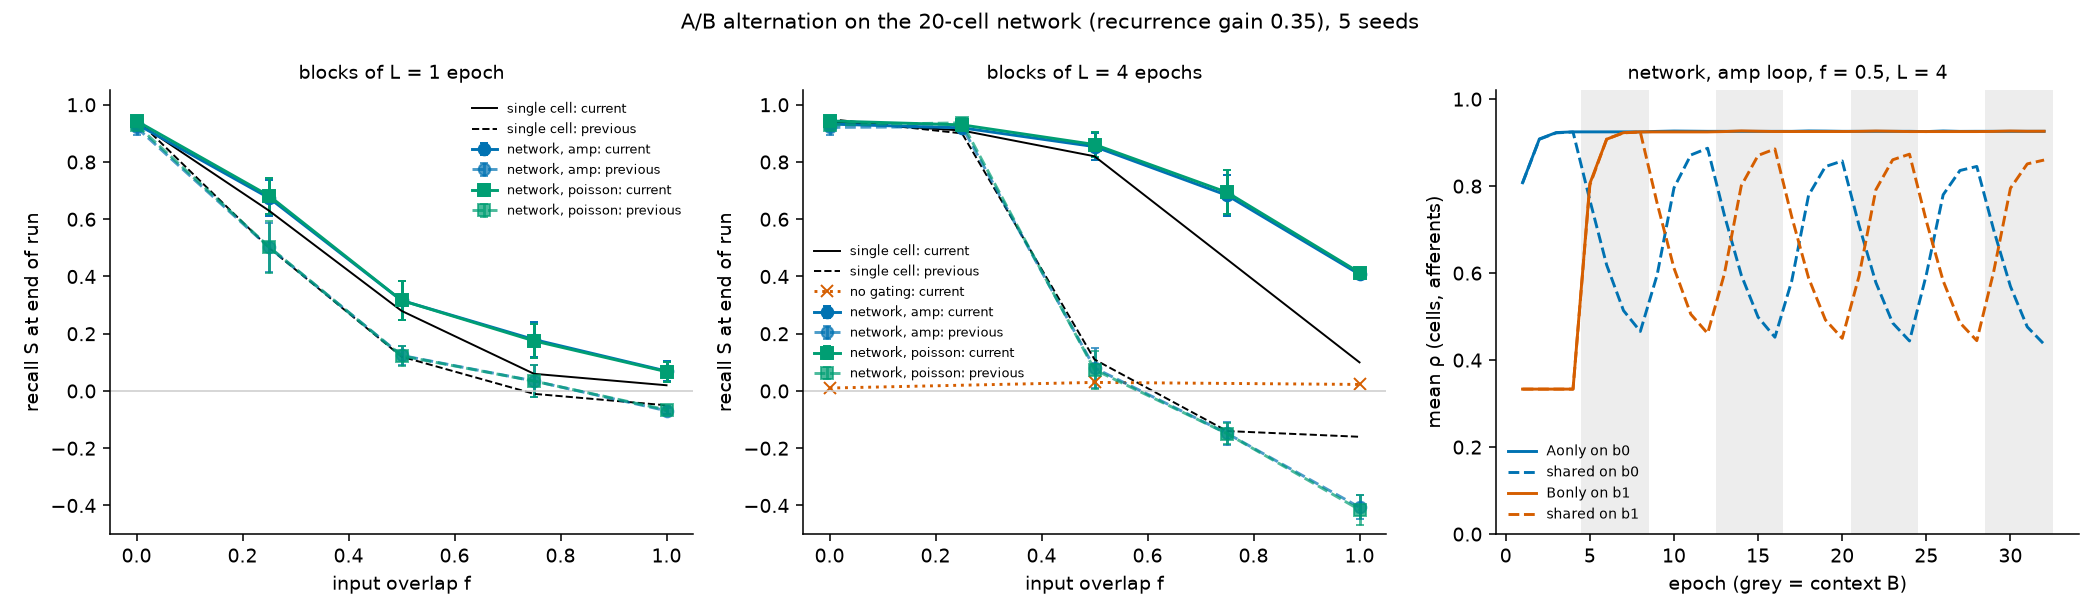 A/B alternation on the 20-cell network (recurrence gain 0.35), 5 seeds
blocks of L = 1 epoch
recall S at end of run
1.0
0.8
0.6
0.4
0.2
0.0
−0.2
−0.4
single cell: current
single cell: previous
network, amp: current
network, amp: previous
network, poisson: current
network, poisson: previous
0.0
0.2
0.4
0.6
0.8
1.0
input overlap f
blocks of L = 4 epochs
recall S at end of run
1.0
0.8
0.6
0.4
0.2
0.0
−0.2
−0.4
single cell: current
single cell: previous
no gating: current
network, amp: current
network, amp: previous
network, poisson: current
network, poisson: previous
0.0
0.2
0.4
0.6
0.8
1.0
input overlap f
network, amp loop, f = 0.5, L = 4
mean ρ (cells, afferents)
1.0
0.8
0.6
0.4
0.2
0.0
Aonly on b0
shared on b0
Bonly on b1
shared on b1
0
5
10
15
20
25
30
epoch (grey = context B)